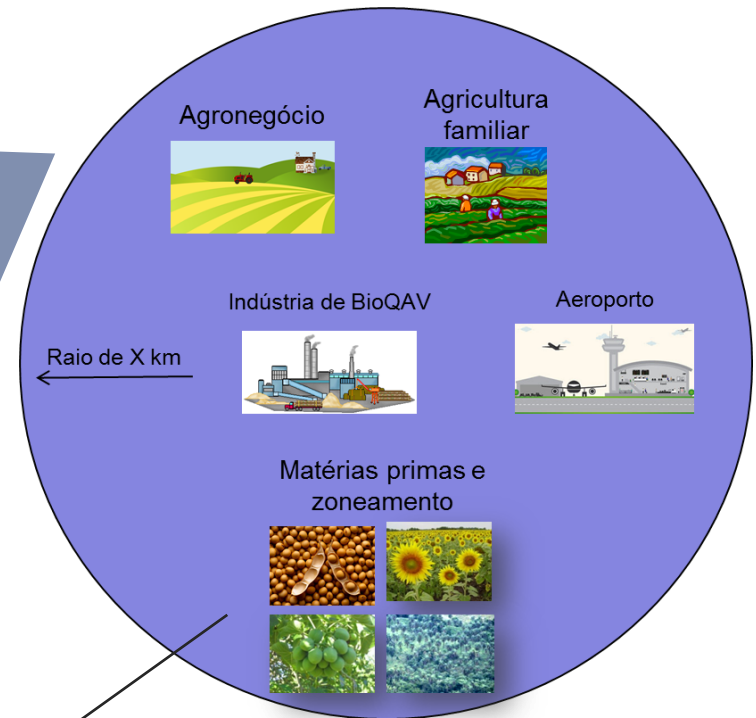 Agronegócio
Agricultura
familiar
Indústria de BioQAV
Aeroporto
Raio de X km
Matérias primas e
zoneamento